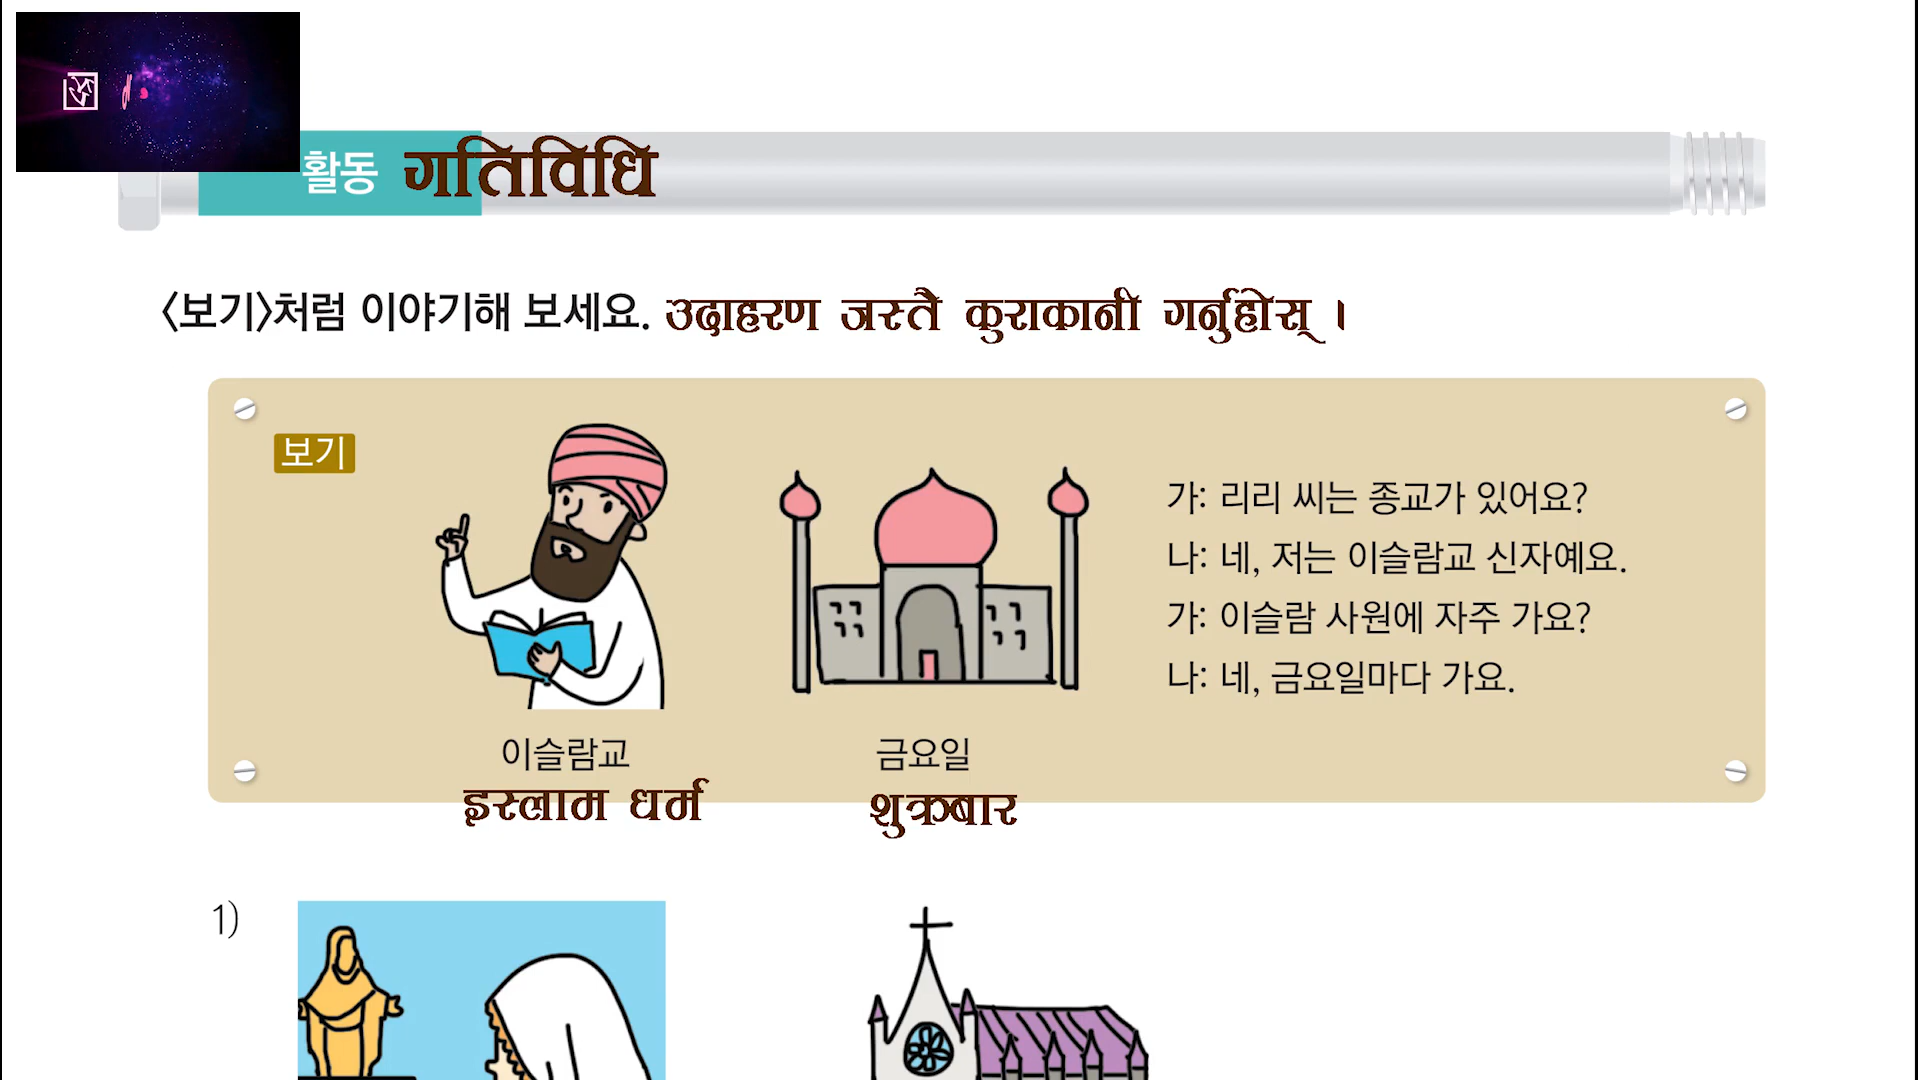 활동 गतिविधि
<보기>처럼 이야기해 보세요. उदाहरण जस्तै कुराकानी गर्नुहोस् ।
보기
가: 리리 씨는 종교가 있어요?
나: 네, 저는 이슬람교 신자예요.
가: 이슬람 사원에 자주 가요?
나: 네, 금요일마다 가요.
이슬람교 금요일
इस्लाम धर्म शुक्रबार
1)